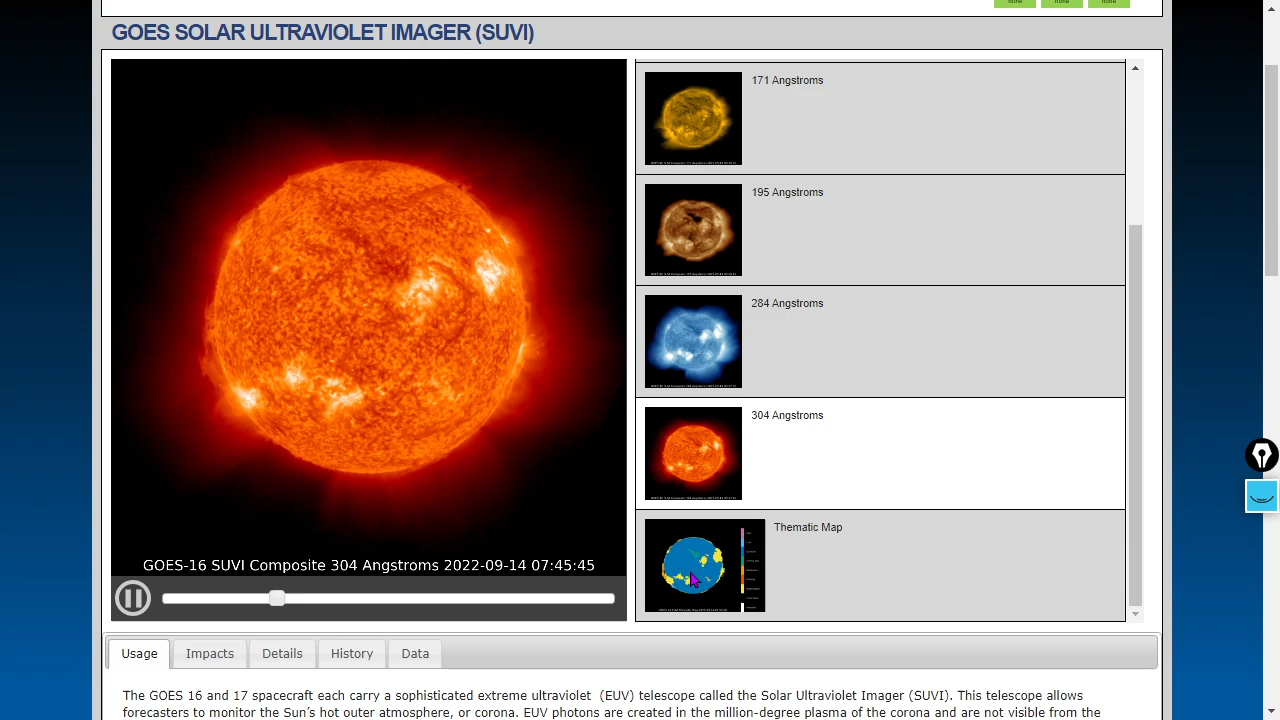 none none none
GOES SOLAR ULTRAVIOLET IMAGER (SUVI)
171 Angstroms
195 Angstroms
284 Angstroms
304 Angstroms
Thematic Map
GOES-16 SUVI Composite 304 Angstroms 2022-09-14 07:45:45
Usage Impacts Details History Data
The GOES 16 and 17 spacecraft each carry a sophisticated extreme ultraviolet (EUV) telescope called the Solar Ultraviolet Imager (SUVI). This telescope allows
forecasters to monitor the Sun's hot outer atmosphere, or corona. EUV photons are created in the million-degree plasma of the corona and are not visible from the